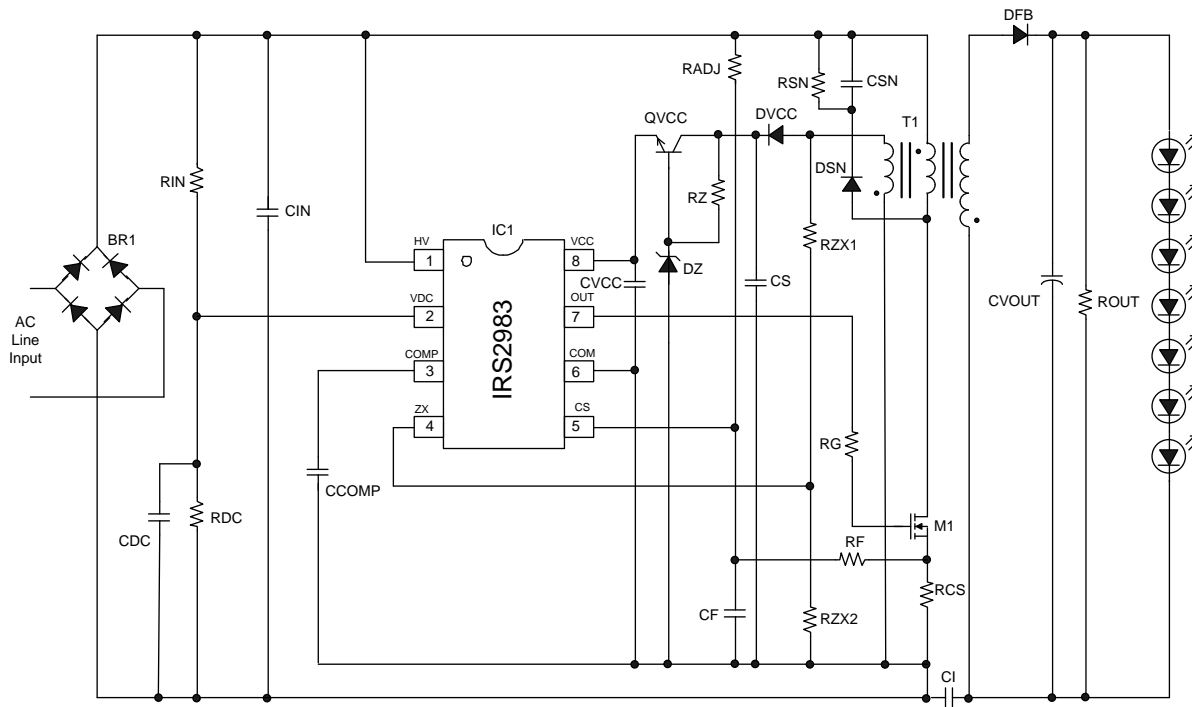 DFB
RADJ
RSN
CSN
QVCC
DVCC
T1
RIN
DSN
RZ
CIN
IC1
BR1
HV
VCC
RZX1
1
8
DZ
CVCC
CS
VDC
OUT
CVOUT
ROUT
2
7
AC
Line
Input
IRS2983
COMP
COM
3
6
ZX
CS
4
5
RG
CCOMP
RDC
M1
CDC
RF
RCS
CF
RZX2
CI